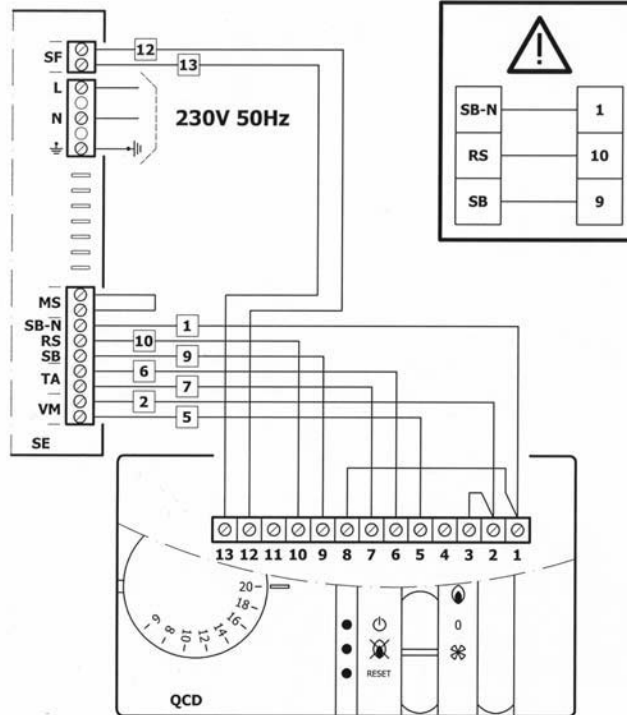 SF
12
13
L
N
230V 50Hz
SB-N 1
RS 10
SB 9
MS
SB-N 1
RS 10
SB 9
TA 6
7
VM 2
5
SE
13 12 11 10 9 8 7 6 5 4 3 2 1
20
18
16
14
12
10
8
6
0
RESET
QCD